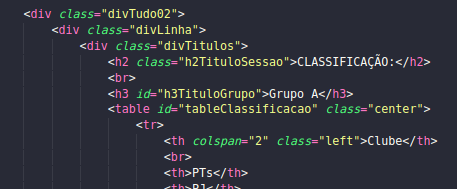 <div class="divTudo02">
<div class="divLinha">
<div class="divTitulos">
<h2 class="h2TituloSessao">CLASSIFICAÇÃO:</h2>
<br>
<h3 id="h3TituloGrupo">Grupo A</h3>
<table id="tableClassificacao" class="center">
<tr>
<th colspan="2" class="left">Clube</th>
<br>
<th>PTs</th>
<th>PJ</th>